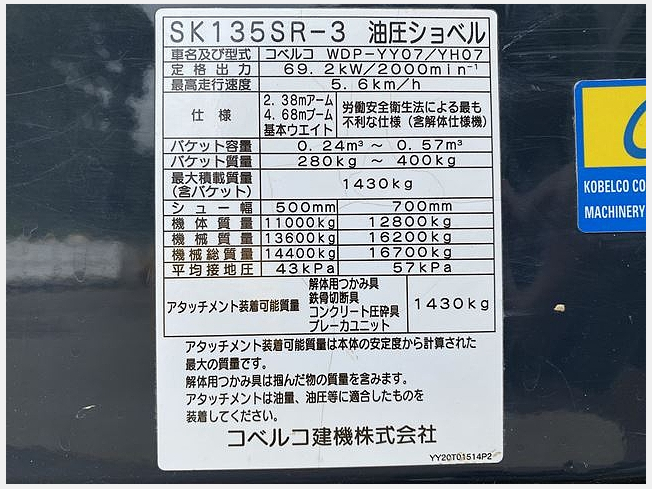 SK135SR-3 油圧ショベル
車名及び型式 コベルコ WDP-YY07/YH07
定格出力 69.2kW/2000min⁻¹
最高走行速度 5.6km/h
仕様 2.38mアーム 4.68mブーム 基本ウエイト 労働安全衛生法による最も不利な仕様(含解体仕様機)
バケット容量 0.24m³ ～ 0.57m³
バケット質量 280kg ～ 400kg
最大積載質量(含バケット) 1430kg
シュー幅 500mm 700mm
機体質量 11000kg 12800kg
機械質量 13600kg 16200kg
機械総質量 14400kg 16700kg
平均接地圧 43kPa 57kPa
アタッチメント装着可能質量 解体用つかみ具 鉄骨切断具 コンクリート圧砕具 ブレーカユニット 1430kg
アタッチメント装着可能質量は本体の安定度から計算された
最大の質量です。
解体用つかみ具は掴んだ物の質量を含みます。
アタッチメントは油量、油圧等に適合したものを
装着してください。
コベルコ建機株式会社
YY20T01514P2
KOBELCO CO
MACHINERY